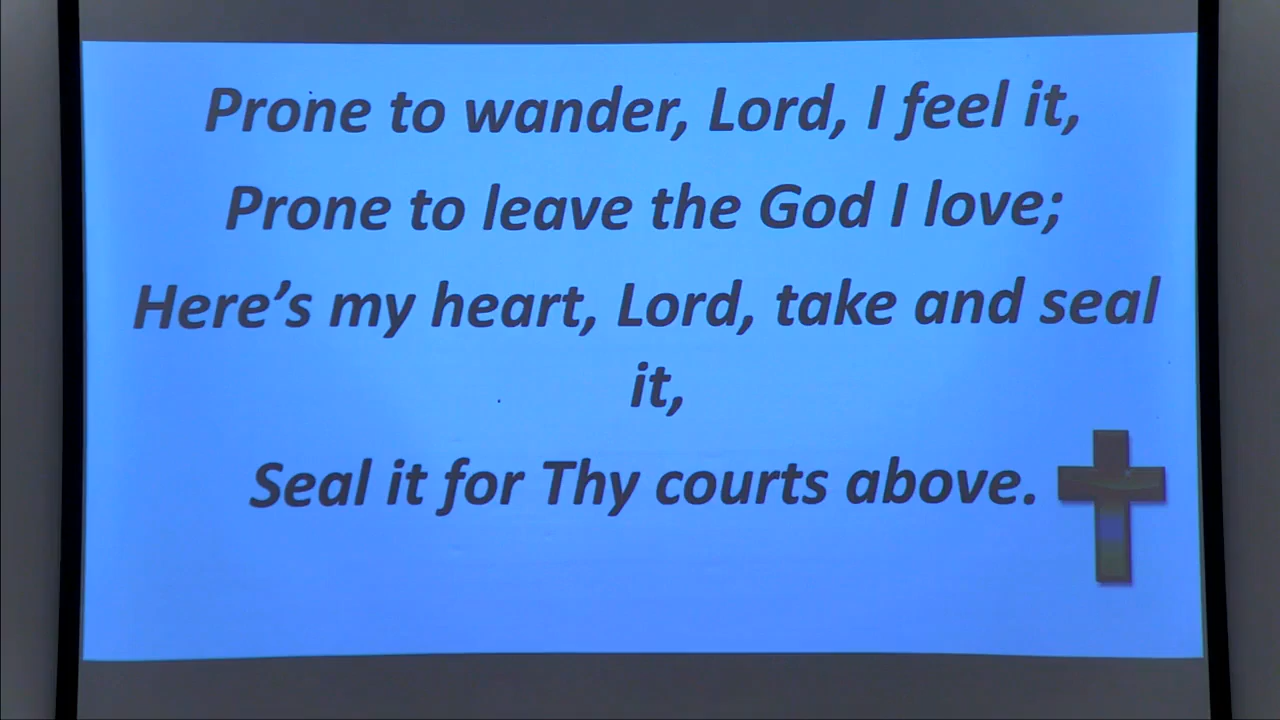 Prone to wander, Lord, I feel it,
Prone to leave the God I love;
Here’s my heart, Lord, take and seal
it,
Seal it for Thy courts above.